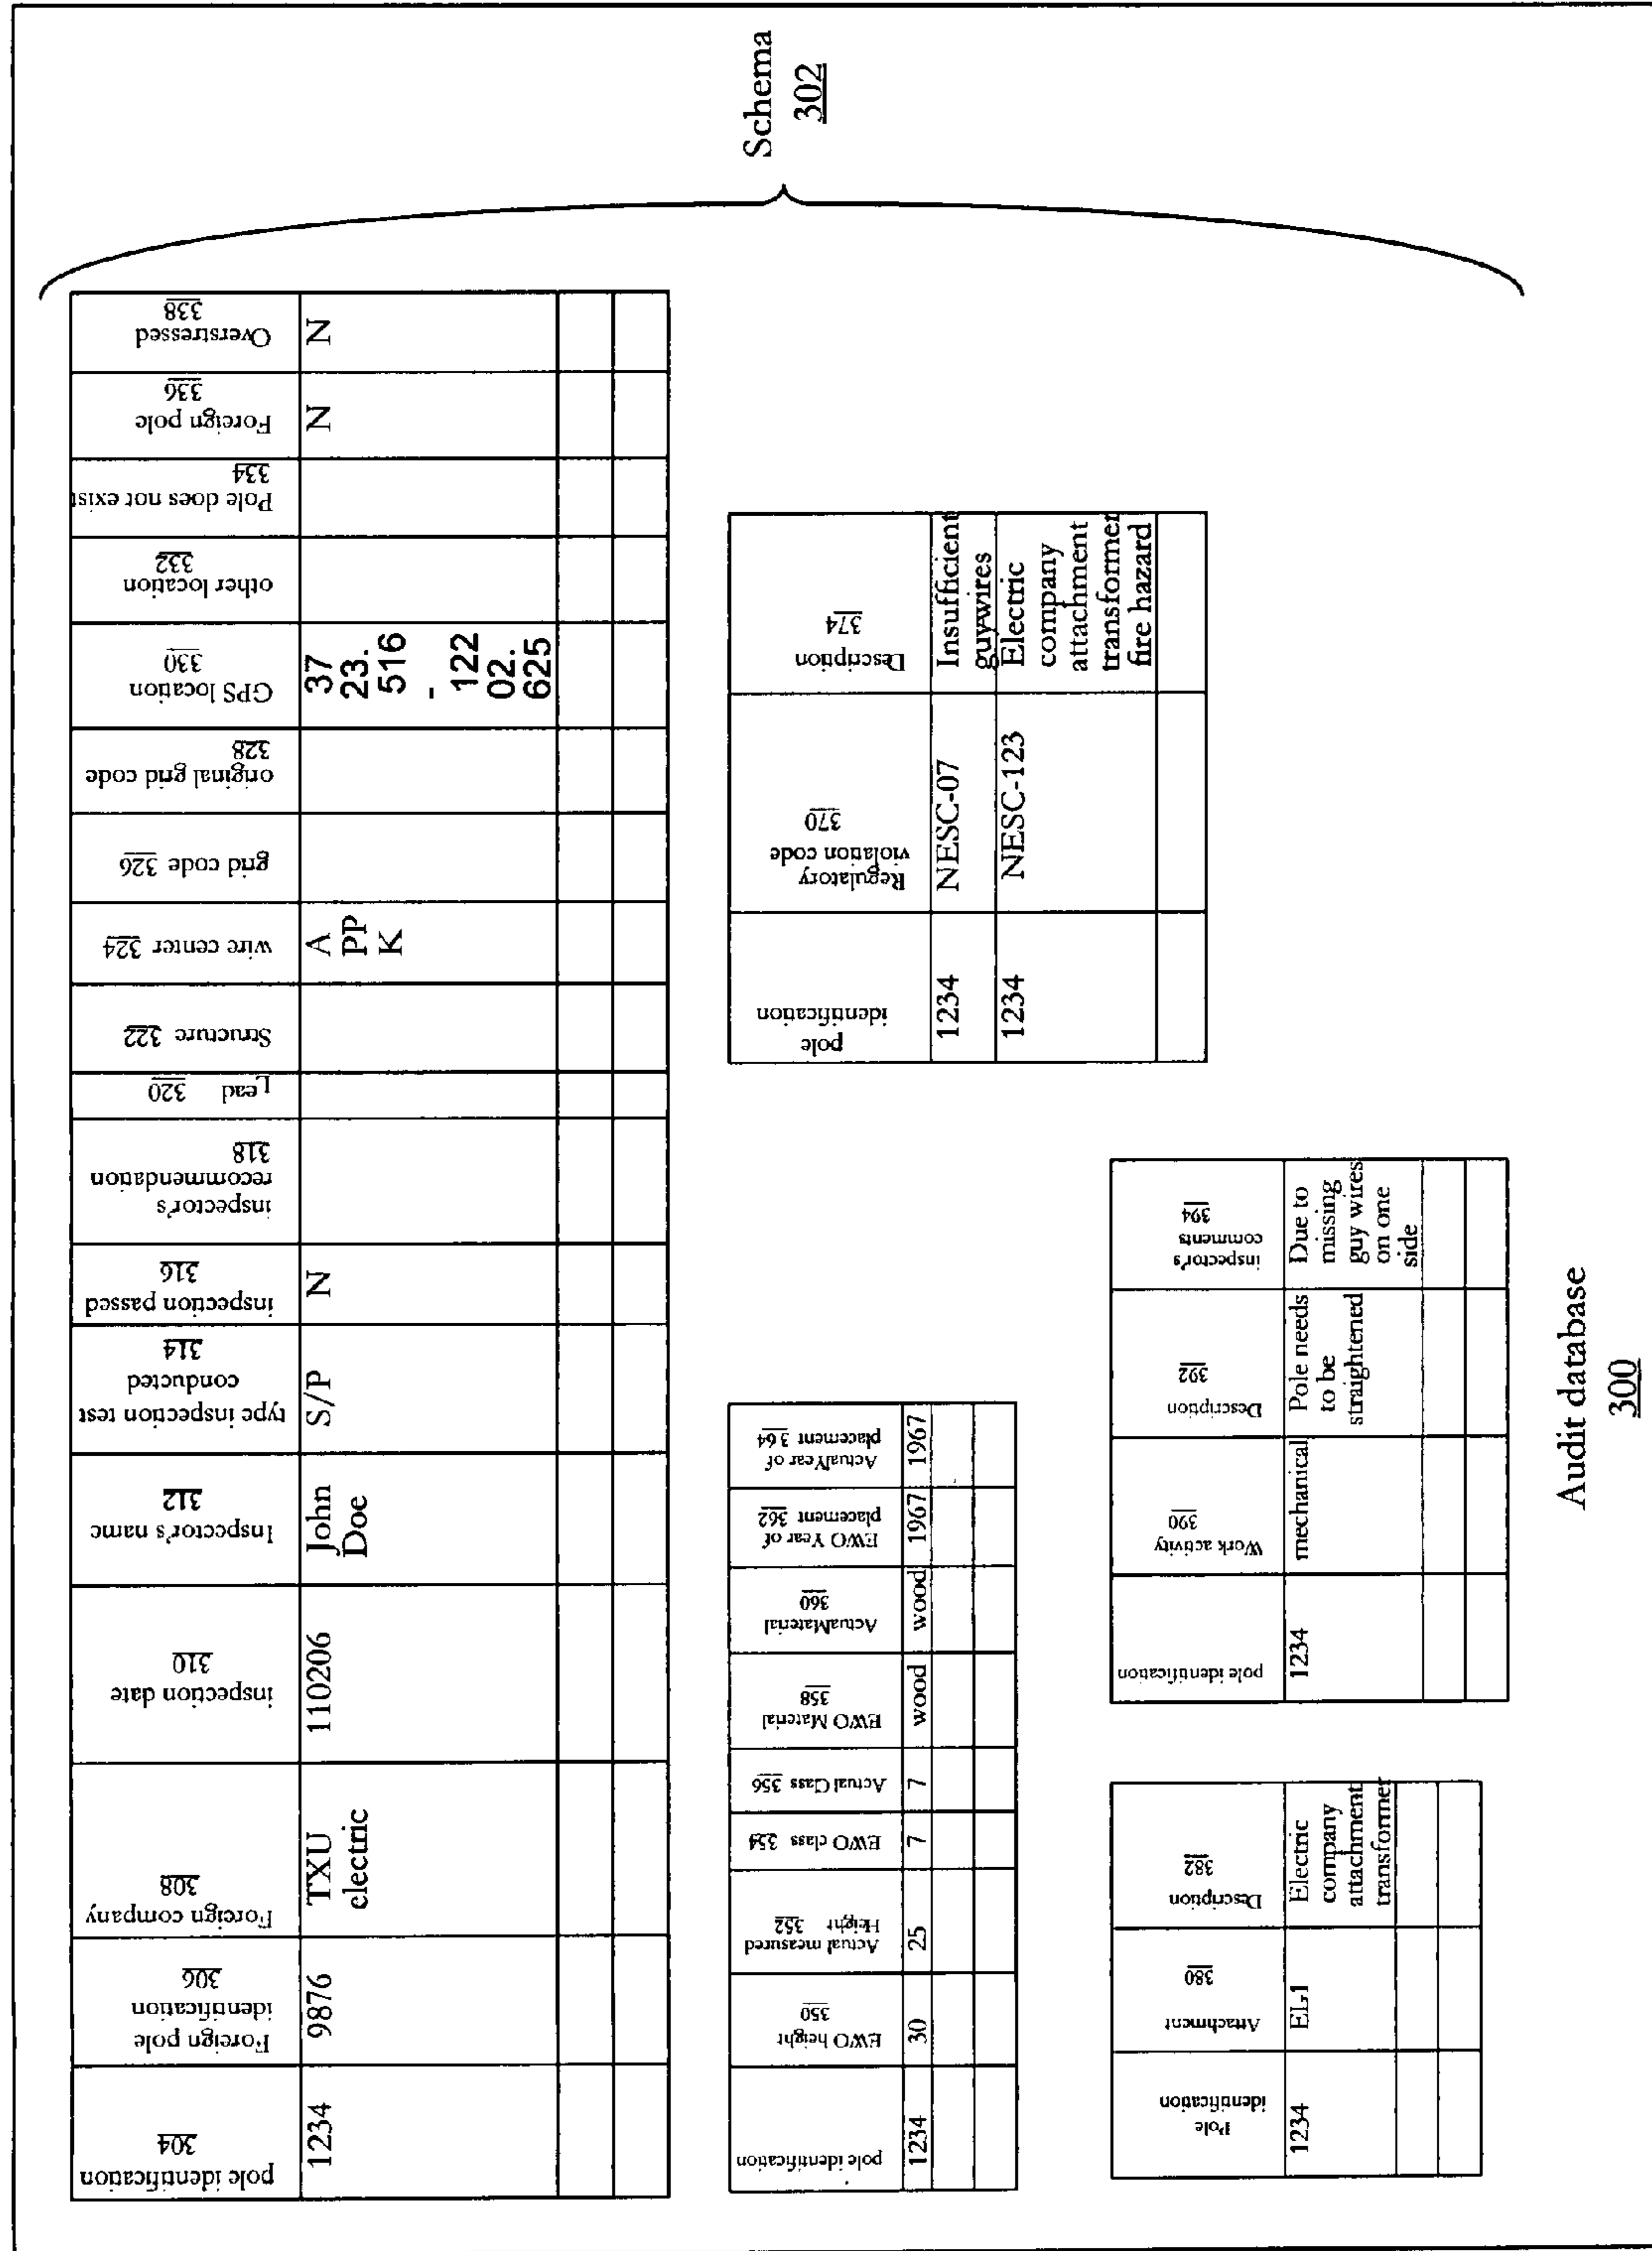 pole identification
304
Foreign pole
identification
306
Foreign company
308
inspection date
310
Inspector's name
312
type inspection test
conducted
314
inspection passed
316
inspector's
recommendation
318
Lead 320
Structure 322
wire center 324
grid code 326
original grid code
328
GPS location
330
other location
332
Pole does not exist
334
Foreign pole
336
Overstressed
338
1234
9876
TXU
electric
110206
John
Doe
S/P
N
A
PP
K
37
23.
516
-
122
02.
625
N
N
Schema
302
pole identification
EWO height
350
Actual measured
Height 352
EWO class 354
Actual Class 356
EWO Material
358
ActuaMaterial
360
EWO Year of
placement 362
ActualYear of
placement 364
1234
30
25
7
7
wood
wood
1967
1967
pole
identification
Regulatory
violation code
370
Description
374
1234
NESC-07
Insufficient
guywires
1234
NESC-123
Electric
company
attachment
transformer
fire hazard
Pole
identification
Attachment
380
Description
382
1234
EL1
Electric
company
attachment
transformer
pole identification
Work activity
390
Description
392
inspector's
comments
394
1234
mechanical
Pole needs
to be
straightened
Due to
missing
guy wires
on one
side
Audit database
300